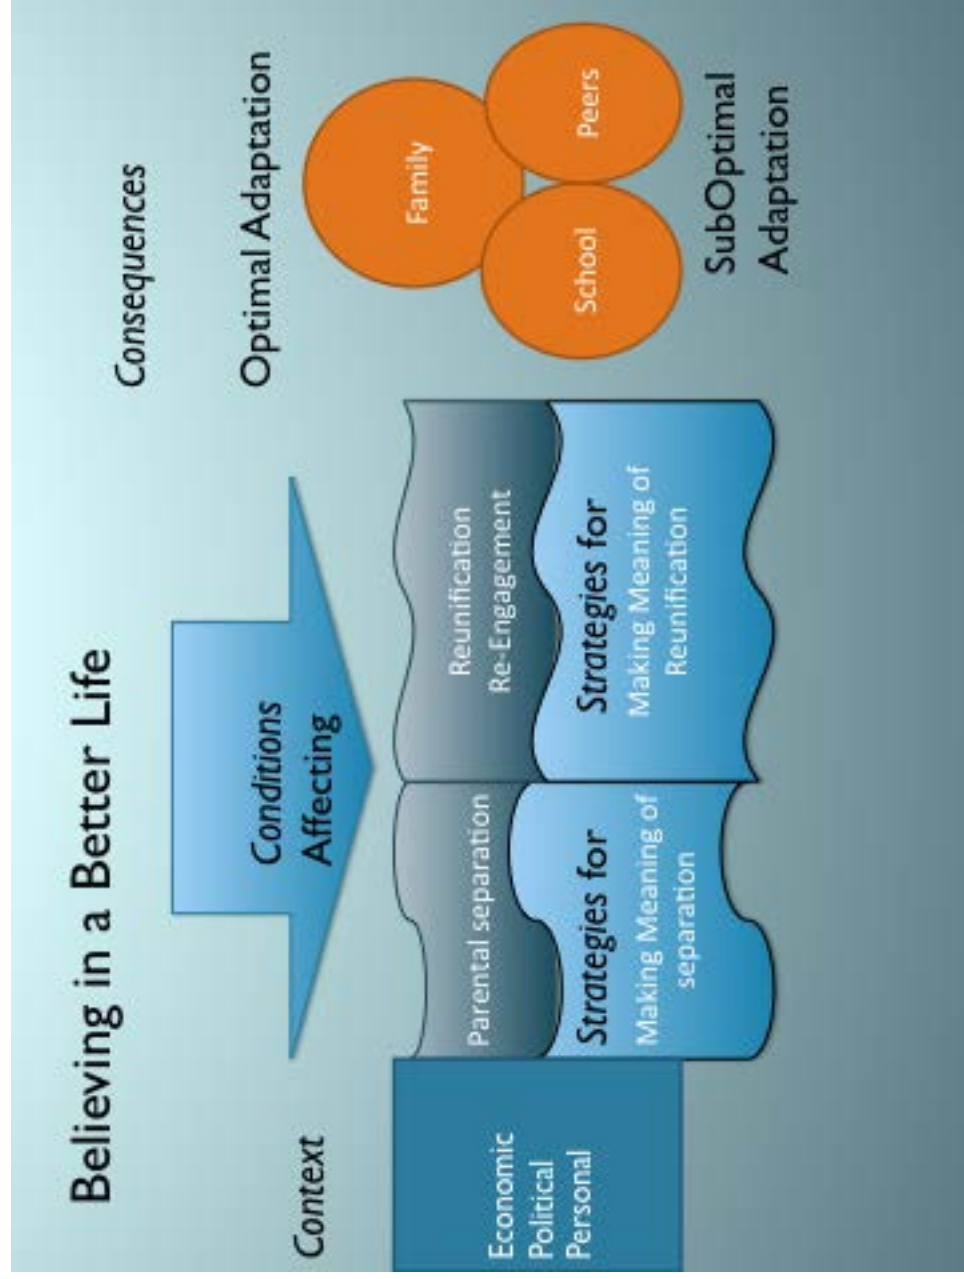 Believing in a Better Life
Context
Economic
Political
Personal
Conditions
Affecting
Parental separation
Strategies for
Making Meaning of
separation
Reunification
Re-Engagement
Strategies for
Making Meaning of
Reunification
Consequences
Optimal Adaptation
Family
School
Peers
SubOptimal
Adaptation